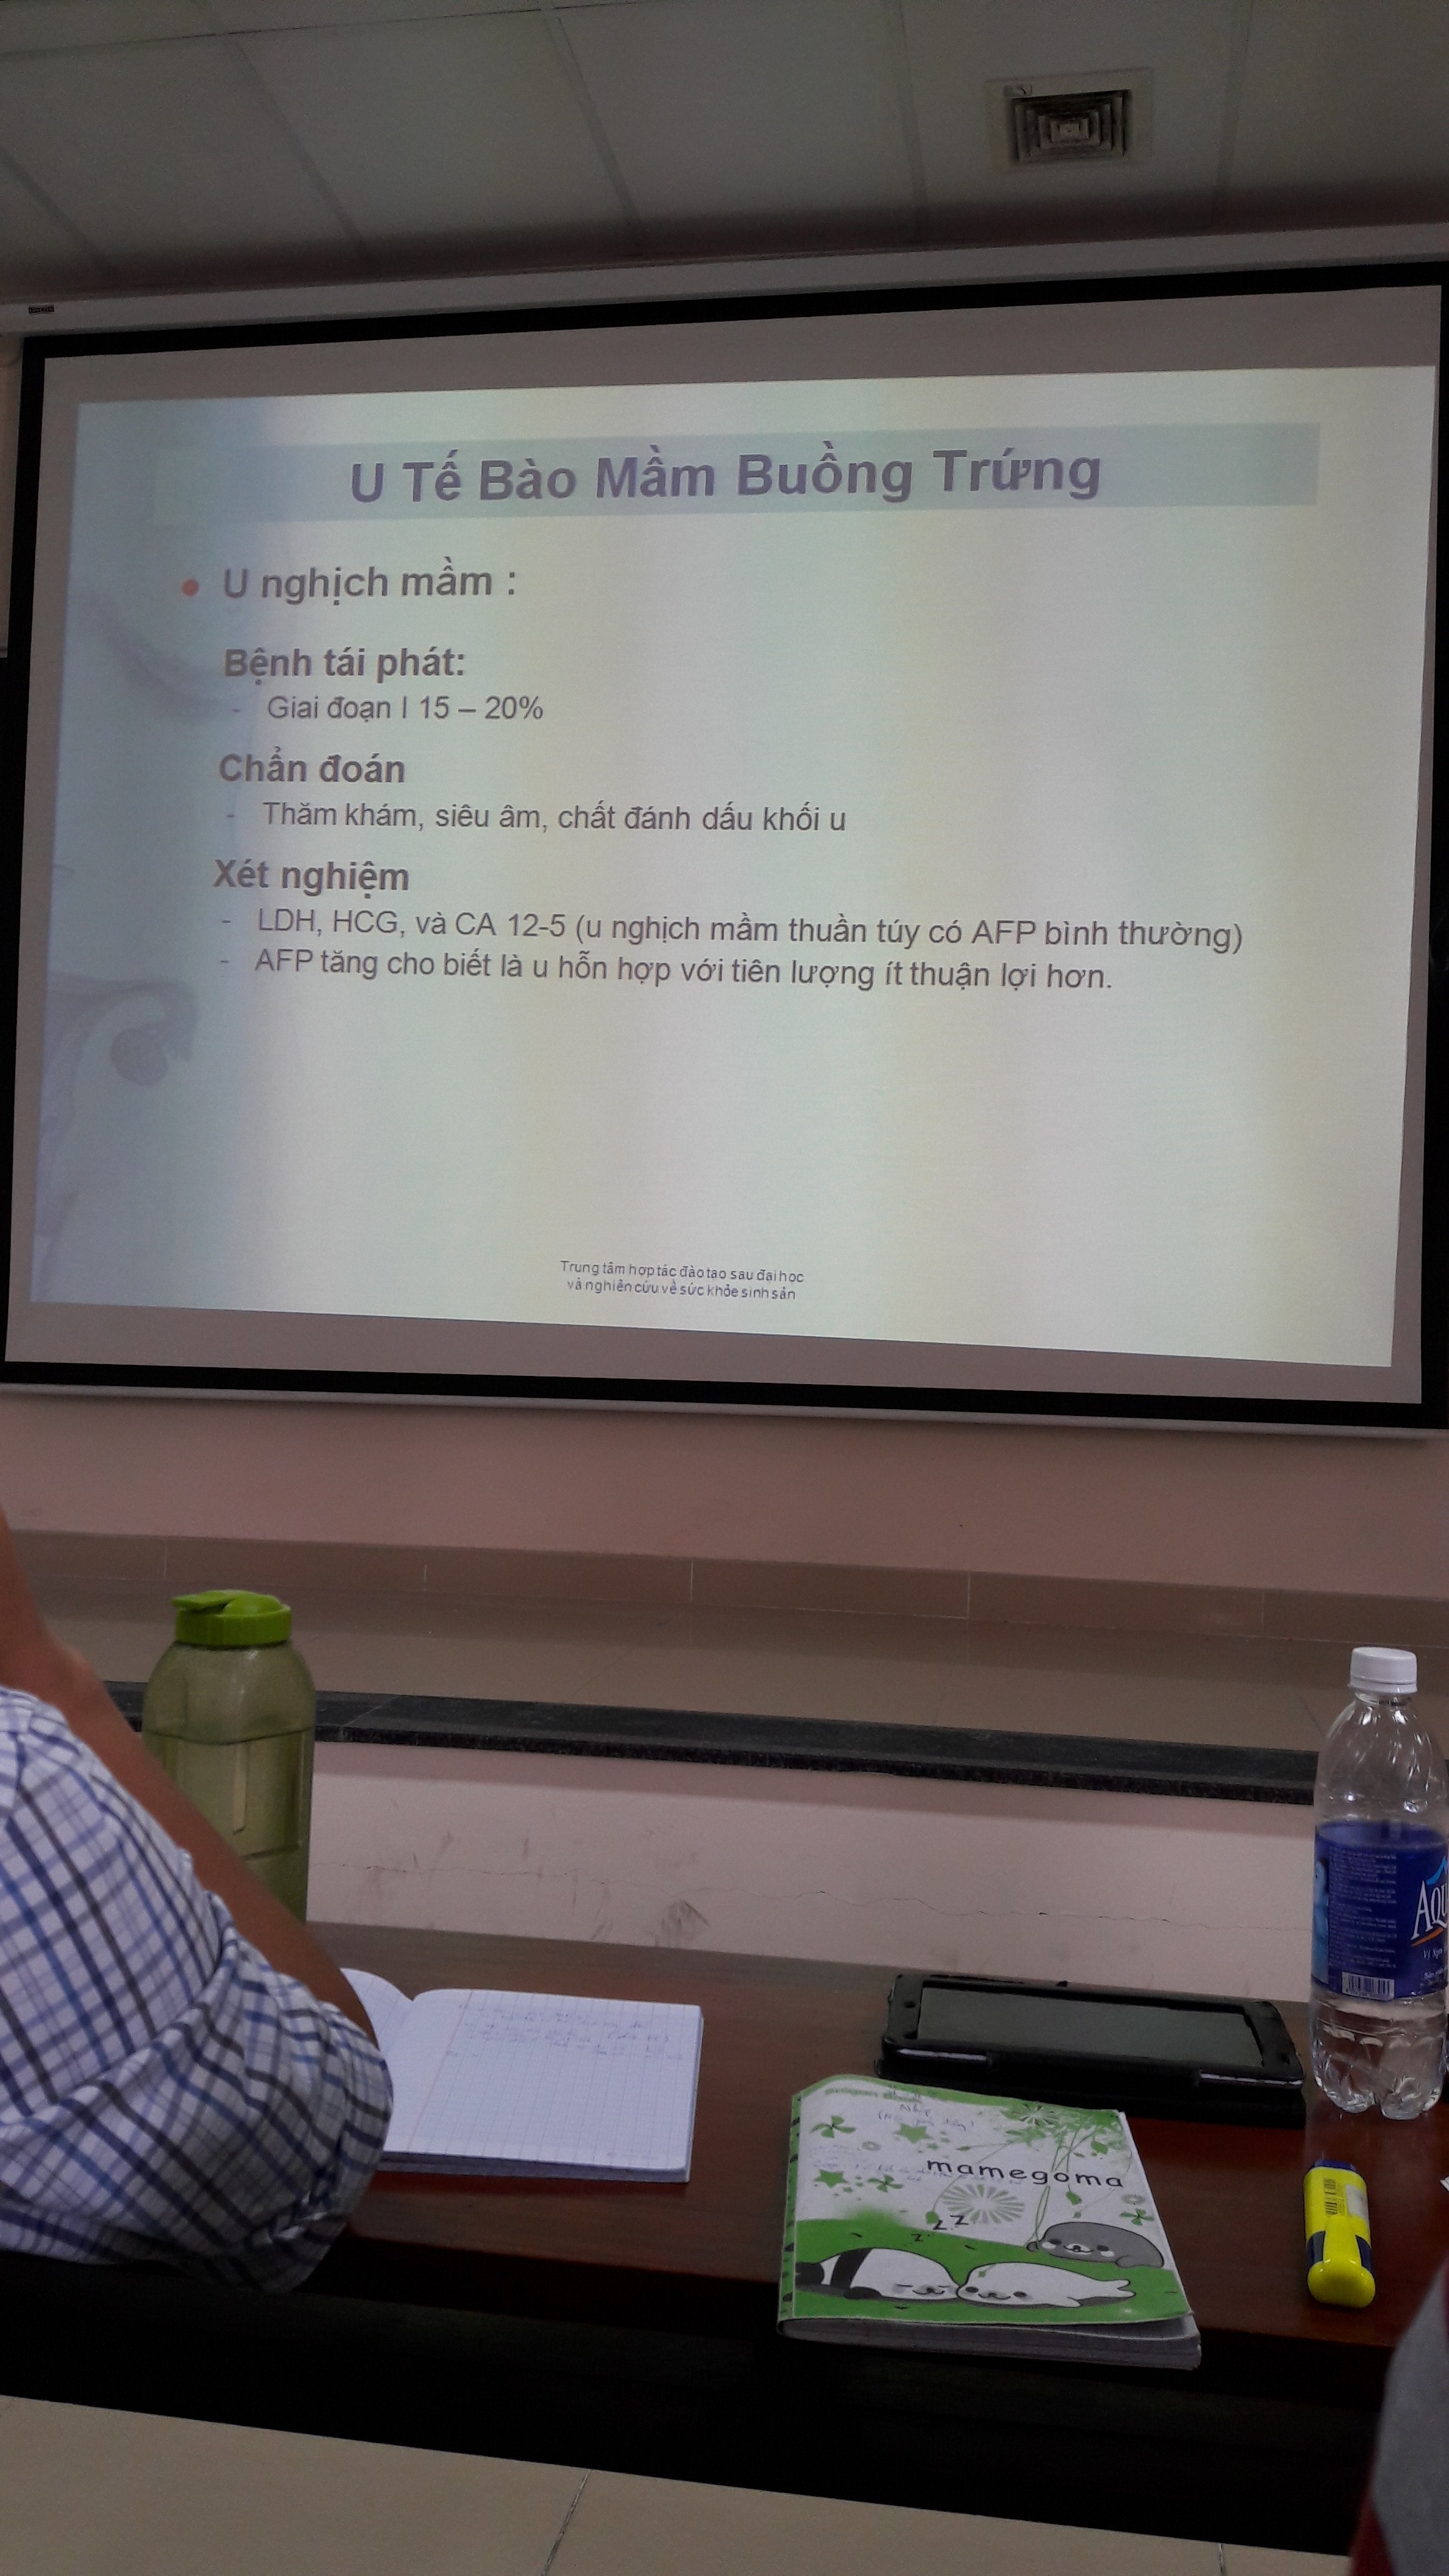 U Tế Bào Mầm Buồng Trứng
U nghịch mầm :
Bệnh tái phát:
- Giai đoạn I 15 – 20%
Chẩn đoán
- Thăm khám, siêu âm, chất đánh dấu khối u
Xét nghiệm
- LDH, HCG, và CA 12-5 (u nghịch mầm thuần túy có AFP bình thường)
- AFP tăng cho biết là u hỗn hợp với tiên lượng ít thuận lợi hơn.
Trung tâm hợp tác đào tạo sau đại học
và nghiên cứu về sức khỏe sinh sản
AQU
mamegoma
z z z